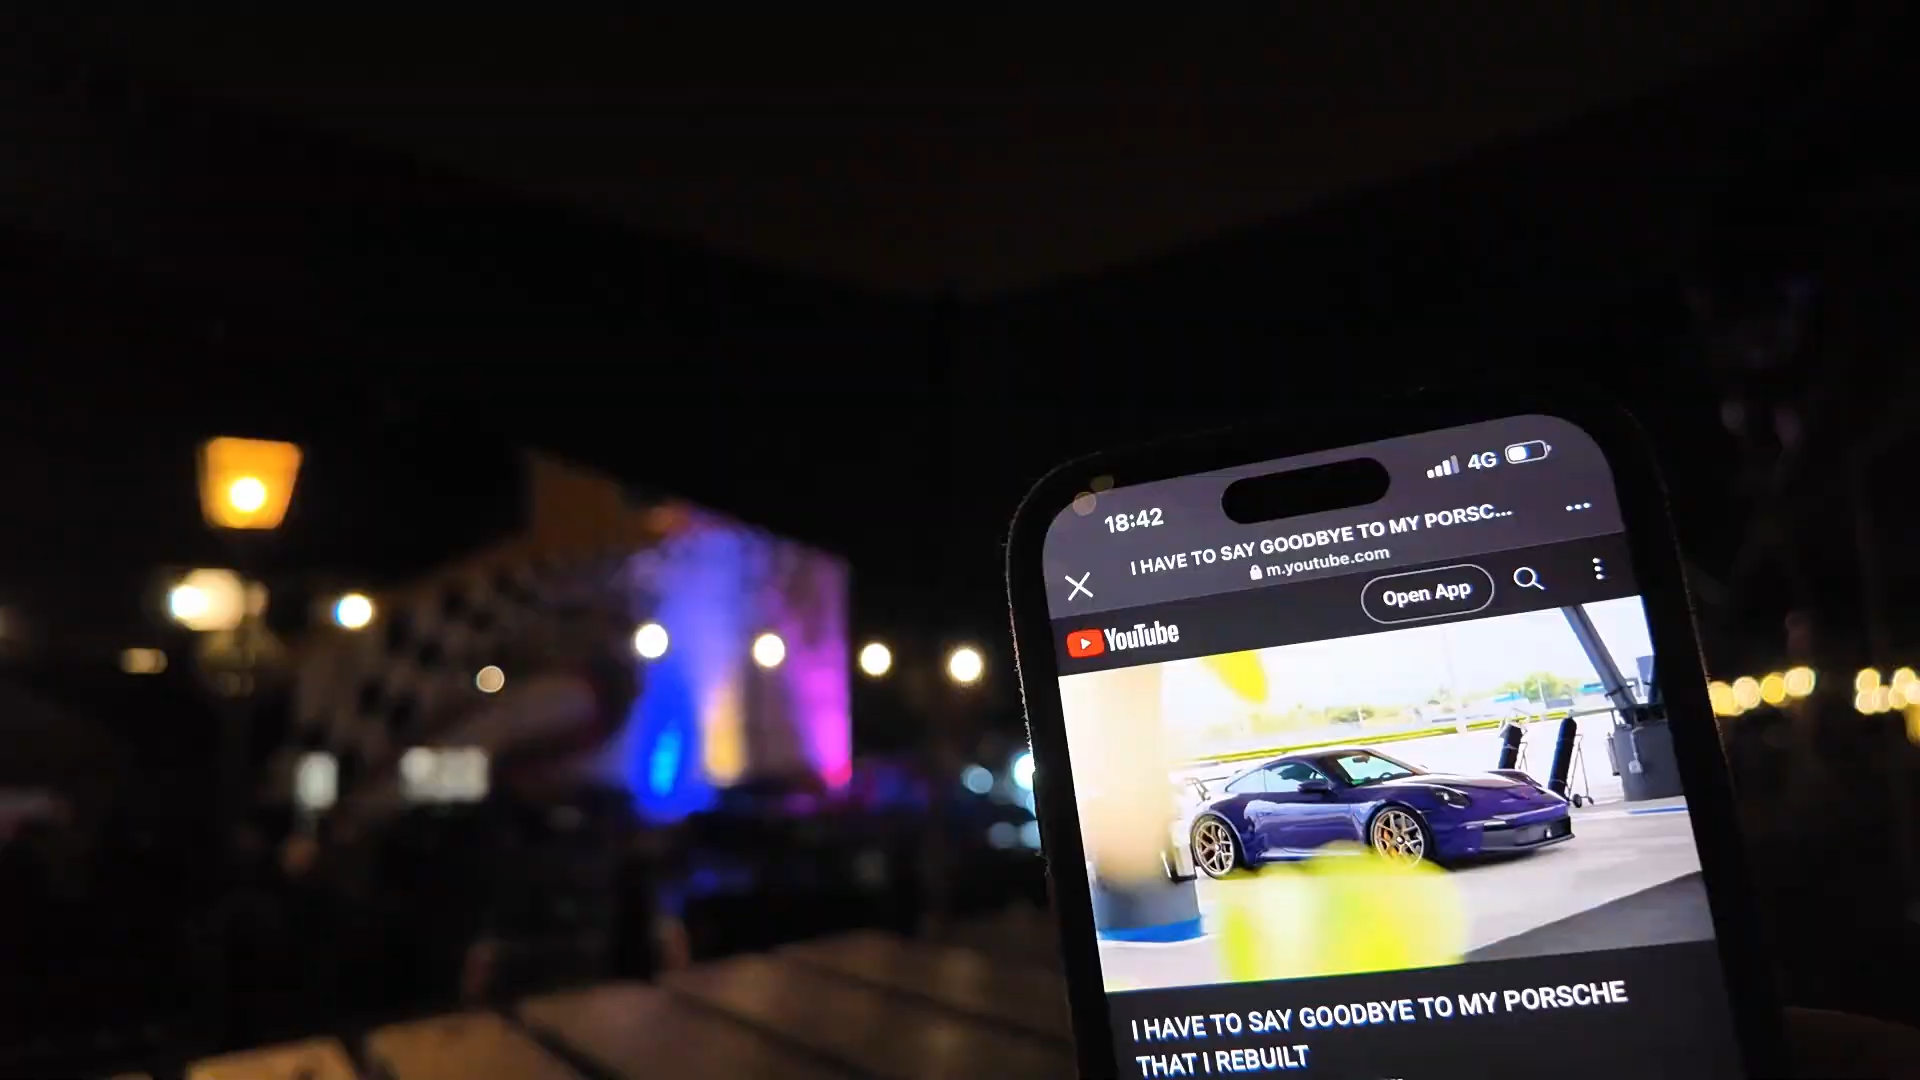 18:42
4G
I HAVE TO SAY GOODBYE TO MY PORSC...
m.youtube.com
Open App
YouTube
I HAVE TO SAY GOODBYE TO MY PORSCHE
THAT I REBUILT